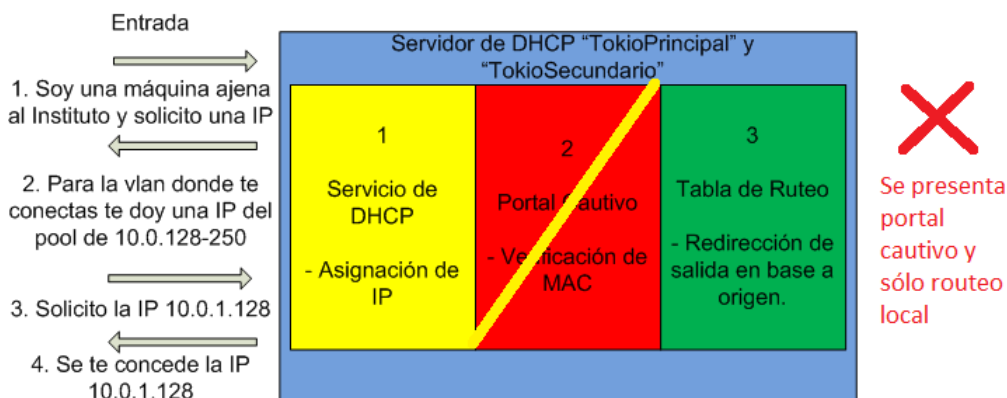 Entrada
1. Soy una máquina ajena
al Instituto y solicito una IP
2. Para la vlan donde te
conectas te doy una IP del
pool de 10.0.128-250
3. Solicito la IP 10.0.1.128
4. Se te concede la IP
10.0.1.128
Servidor de DHCP “TokioPrincipal” y
“TokioSecundario”
1
Servicio de
DHCP
- Asignación de
IP
2
Portal Cautivo
- Verificación de
MAC
3
Tabla de Ruteo
- Redirección de
salida en base a
origen.
Se presenta
portal
cautivo y
sólo routeo
local